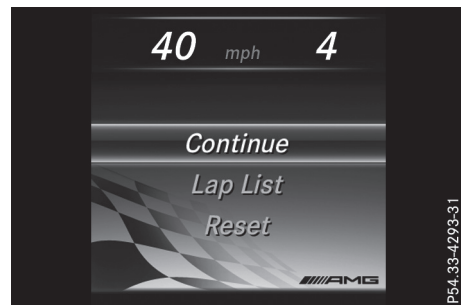 40 mph 4
Continue
Lap List
Reset
AMG
P54.33-4293-31